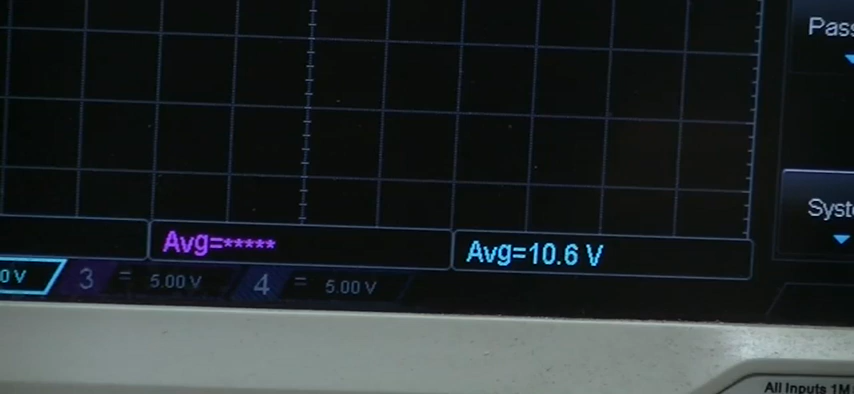 Pass
Syst
Avg=*****
Avg=10.6 V
0 V
3 = 5.00 V
4 = 5.00 V
All Inputs 1M